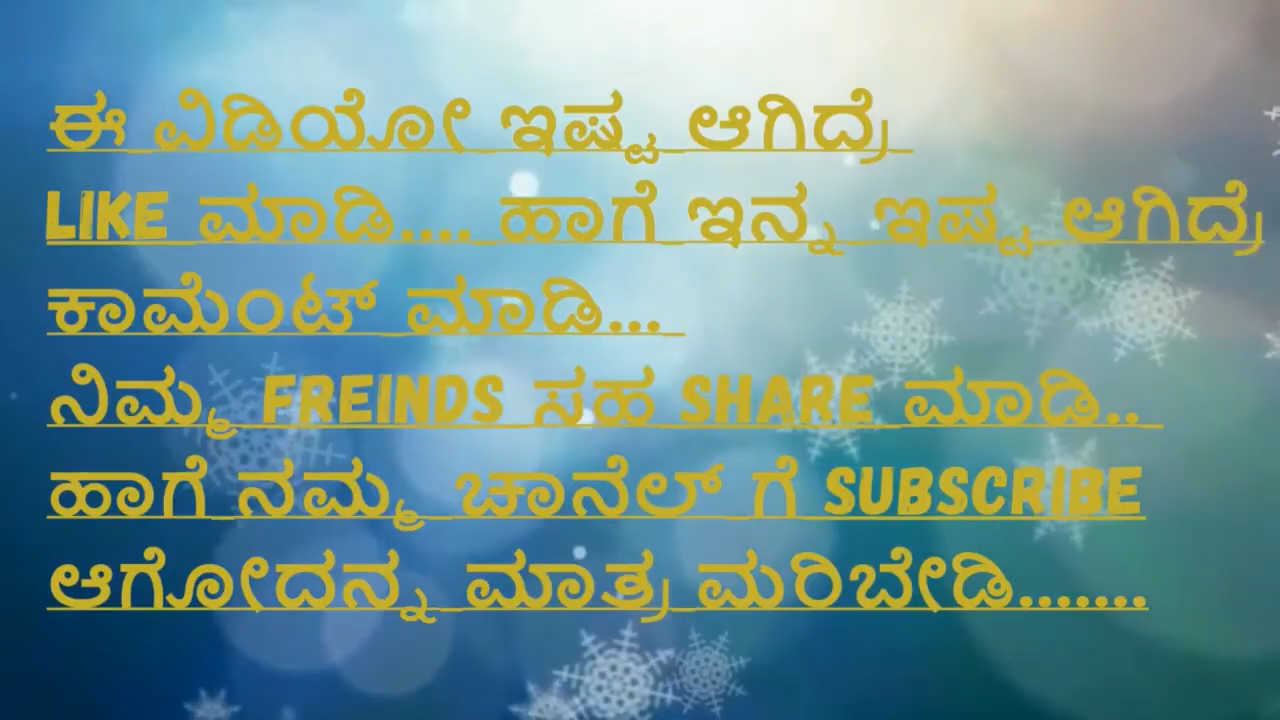 ಈ ವಿಡಿಯೋ ಇಷ್ಟ ಆಗಿದ್ರೆ
LIKE ಮಾಡಿ.... ಹಾಗೆ ಇನ್ನ ಇಷ್ಟ ಆಗಿದ್ರೆ
ಕಾಮೆಂಟ್ ಮಾಡಿ...
ನಿಮ್ಮ FREINDS ಸಹ SHARE ಮಾಡಿ..
ಹಾಗೆ ನಮ್ಮ ಚಾನೆಲ್ ಗೆ SUBSCRIBE
ಆಗೋದನ್ನ ಮಾತ್ರ ಮರಿಬೇಡಿ.......